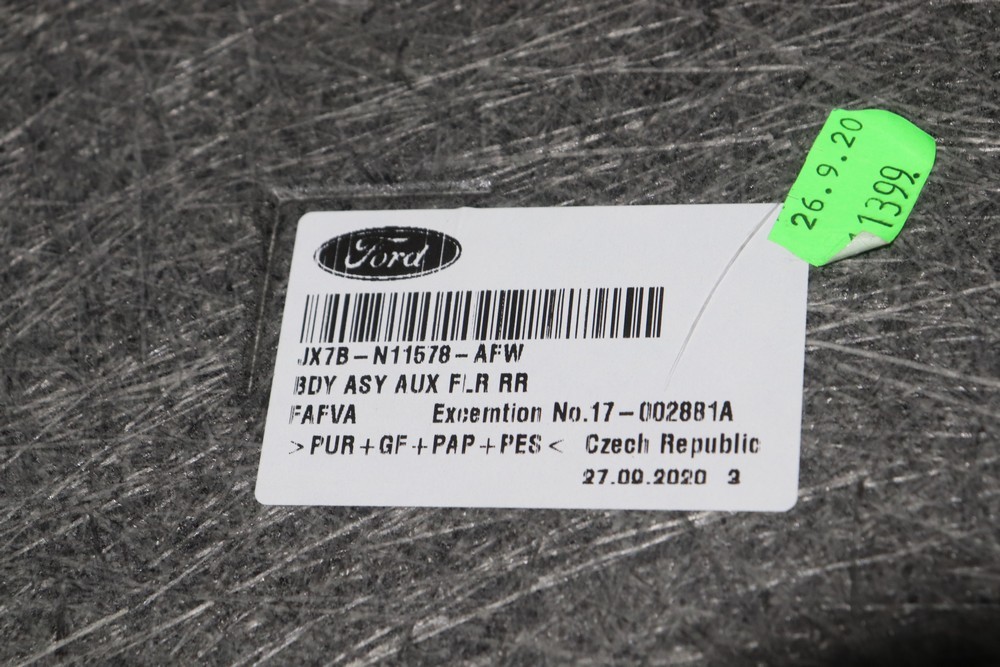 Ford
JX7B-N11578-AFW
BDY ASY AUX FLR RR
FAFVA Excemtion No.17-002881A
>PUR+GF+PAP+PES< Czech Republic
27.09.2020 3
26.9.20
1399.